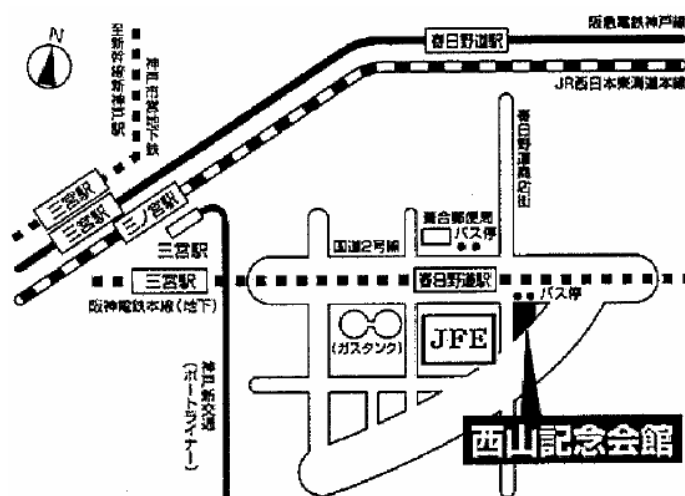 阪急電鉄神戸線
N
春日野道駅
JR西日本東海道本線
至新幹線新神戸駅
神戸市営地下鉄
春日野道商店街
三宮駅
三宮駅
三ノ宮駅
三宮駅
葺合郵便局
バス停
国道2号線
三宮駅
春日野道駅
阪神電鉄本線(地下)
バス停
(ガスタンク)
JFE
神戸新交通
(ポートライナー)
西山記念会館